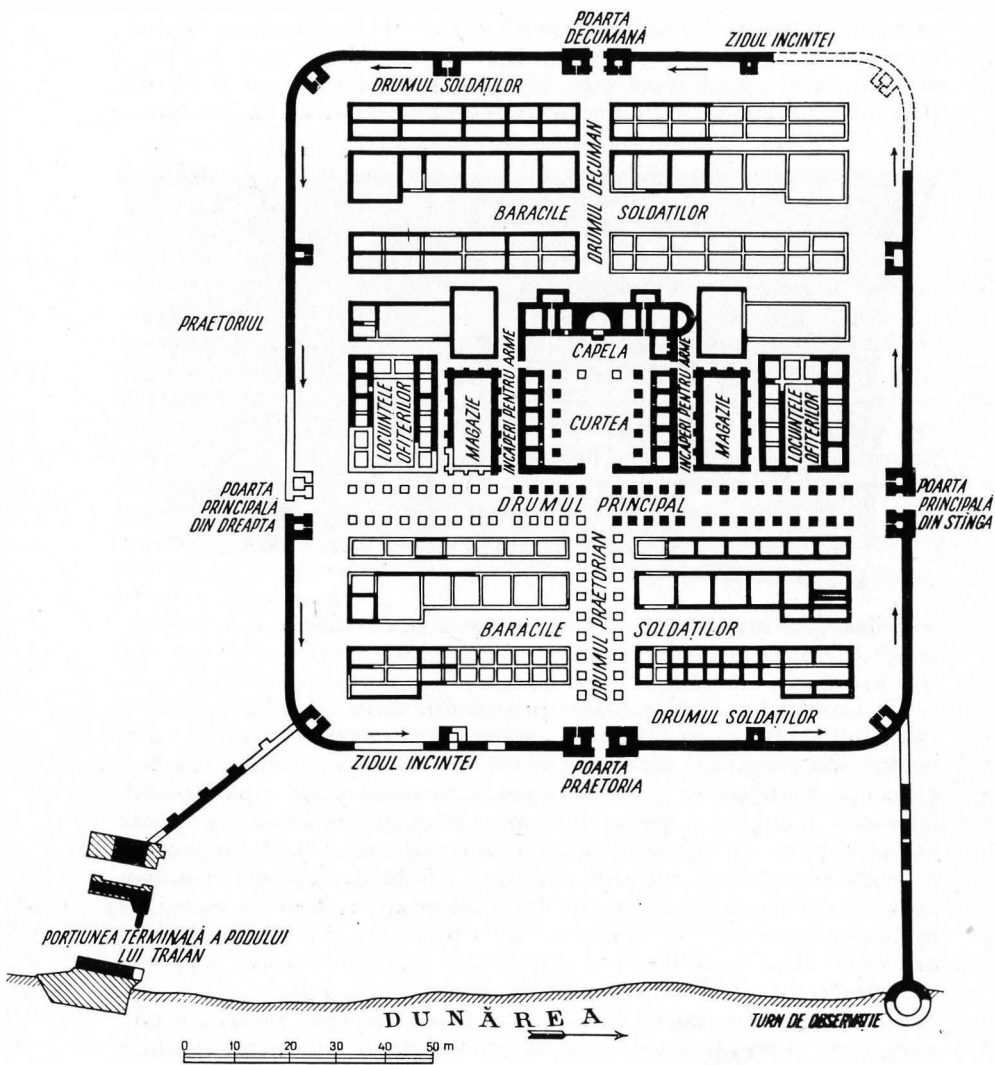 POARTA
DECUMANĂ
ZIDUL INCINTEI
DRUMUL SOLDAȚILOR
DRUMUL DECUMAN
BARACILE SOLDAȚILOR
PRAETORIUL
CAPELA
LOCUINȚELE
OFIȚERILOR
MAGAZIE
ÎNCĂPERI PENTRU ARME
CURTEA
ÎNCĂPERI PENTRU ARME
MAGAZIE
LOCUINȚELE
OFIȚERILOR
POARTA
PRINCIPALĂ
DIN DREAPTA
DRUMUL PRINCIPAL
POARTA
PRINCIPALĂ
DIN STÎNGA
DRUMUL PRAETORIAN
BARĂCILE SOLDAȚILOR
DRUMUL SOLDAȚILOR
ZIDUL INCINTEI
POARTA
PRAETORIA
PORȚIUNEA TERMINALĂ A PODULUI
LUI TRAIAN
DUNĂREA
TURN DE OBSERVAȚIE
0 10 20 30 40 50 m